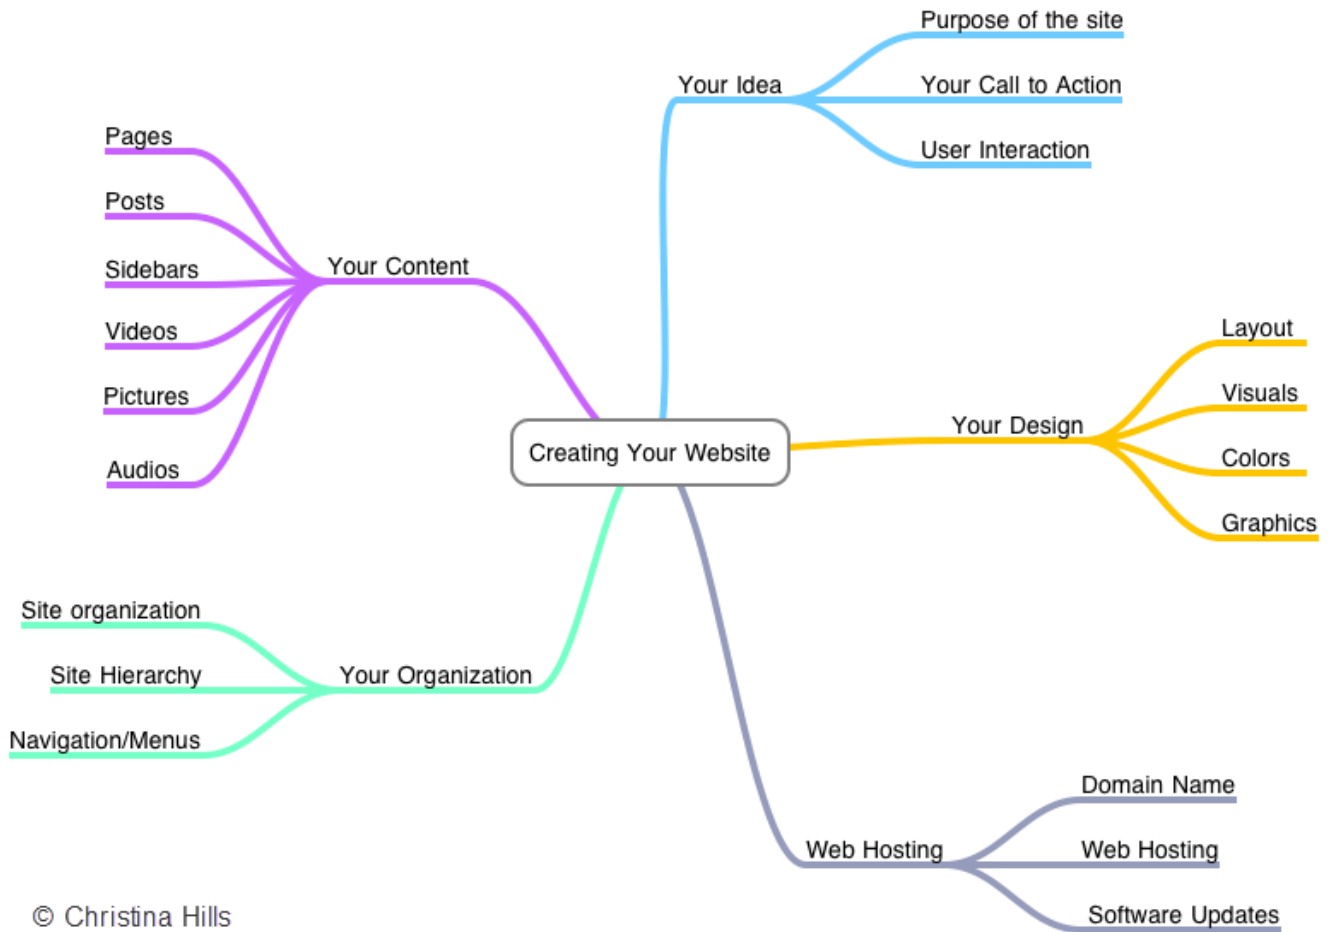 Purpose of the site
Your Idea
Your Call to Action
User Interaction
Pages
Posts
Sidebars
Videos
Pictures
Audios
Your Content
Creating Your Website
Your Design
Layout
Visuals
Colors
Graphics
Site organization
Site Hierarchy
Navigation/Menus
Your Organization
Web Hosting
Domain Name
Web Hosting
Software Updates
© Christina Hills